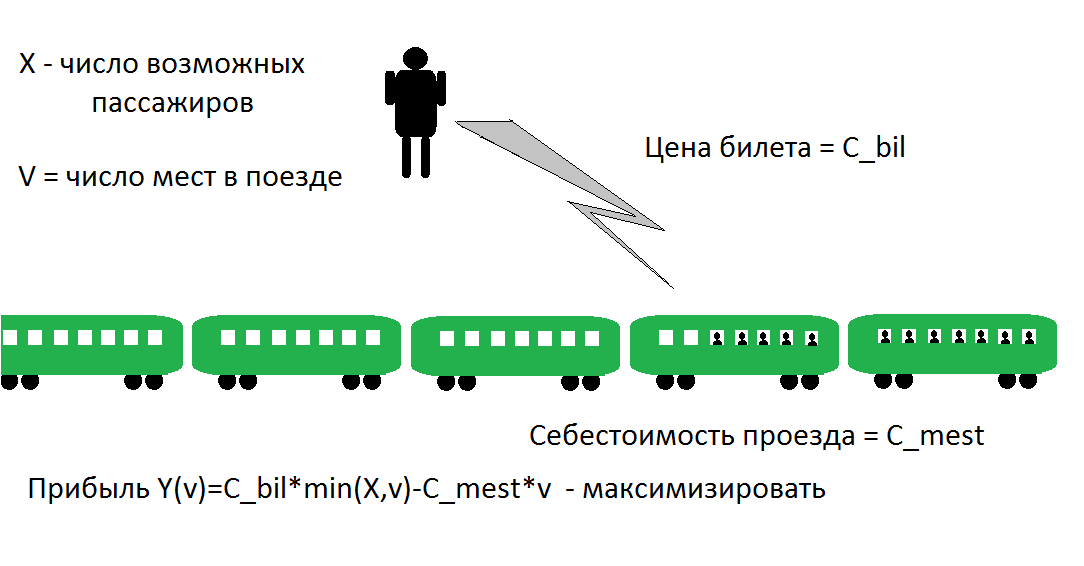 X - число возможных
пассажиров
Цена билета = C_bil
V = число мест в поезде
Себестоимость проезда = C_mest
Прибыль Y(v)=C_bil*min(X,v)-C_mest*v - максимизировать